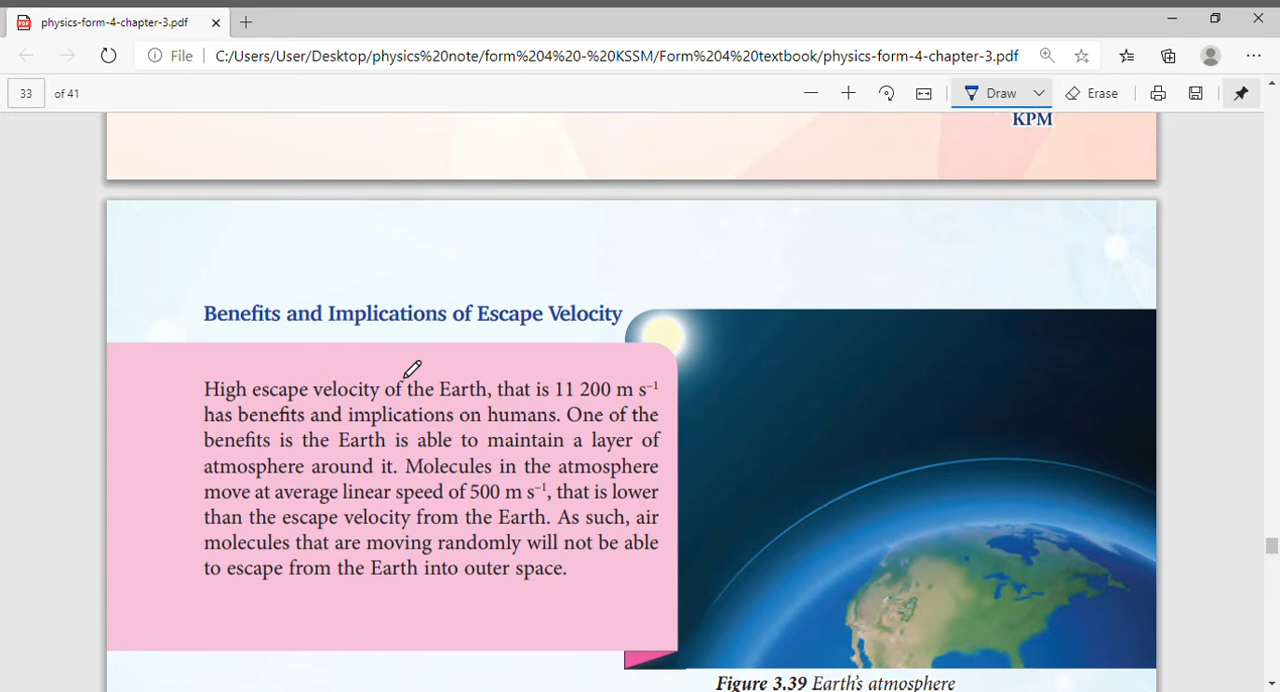 physics-form-4-chapter-3.pdf
File C:/Users/User/Desktop/physics%20note/form%204%20-%20KSSM/Form%204%20textbook/physics-form-4-chapter-3.pdf
33 of 41 Draw Erase
KPM
Benefits and Implications of Escape Velocity
High escape velocity of the Earth, that is 11 200 m s⁻¹
has benefits and implications on humans. One of the
benefits is the Earth is able to maintain a layer of
atmosphere around it. Molecules in the atmosphere
move at average linear speed of 500 m s⁻¹, that is lower
than the escape velocity from the Earth. As such, air
molecules that are moving randomly will not be able
to escape from the Earth into outer space.
Figure 3.39 Earth's atmosphere